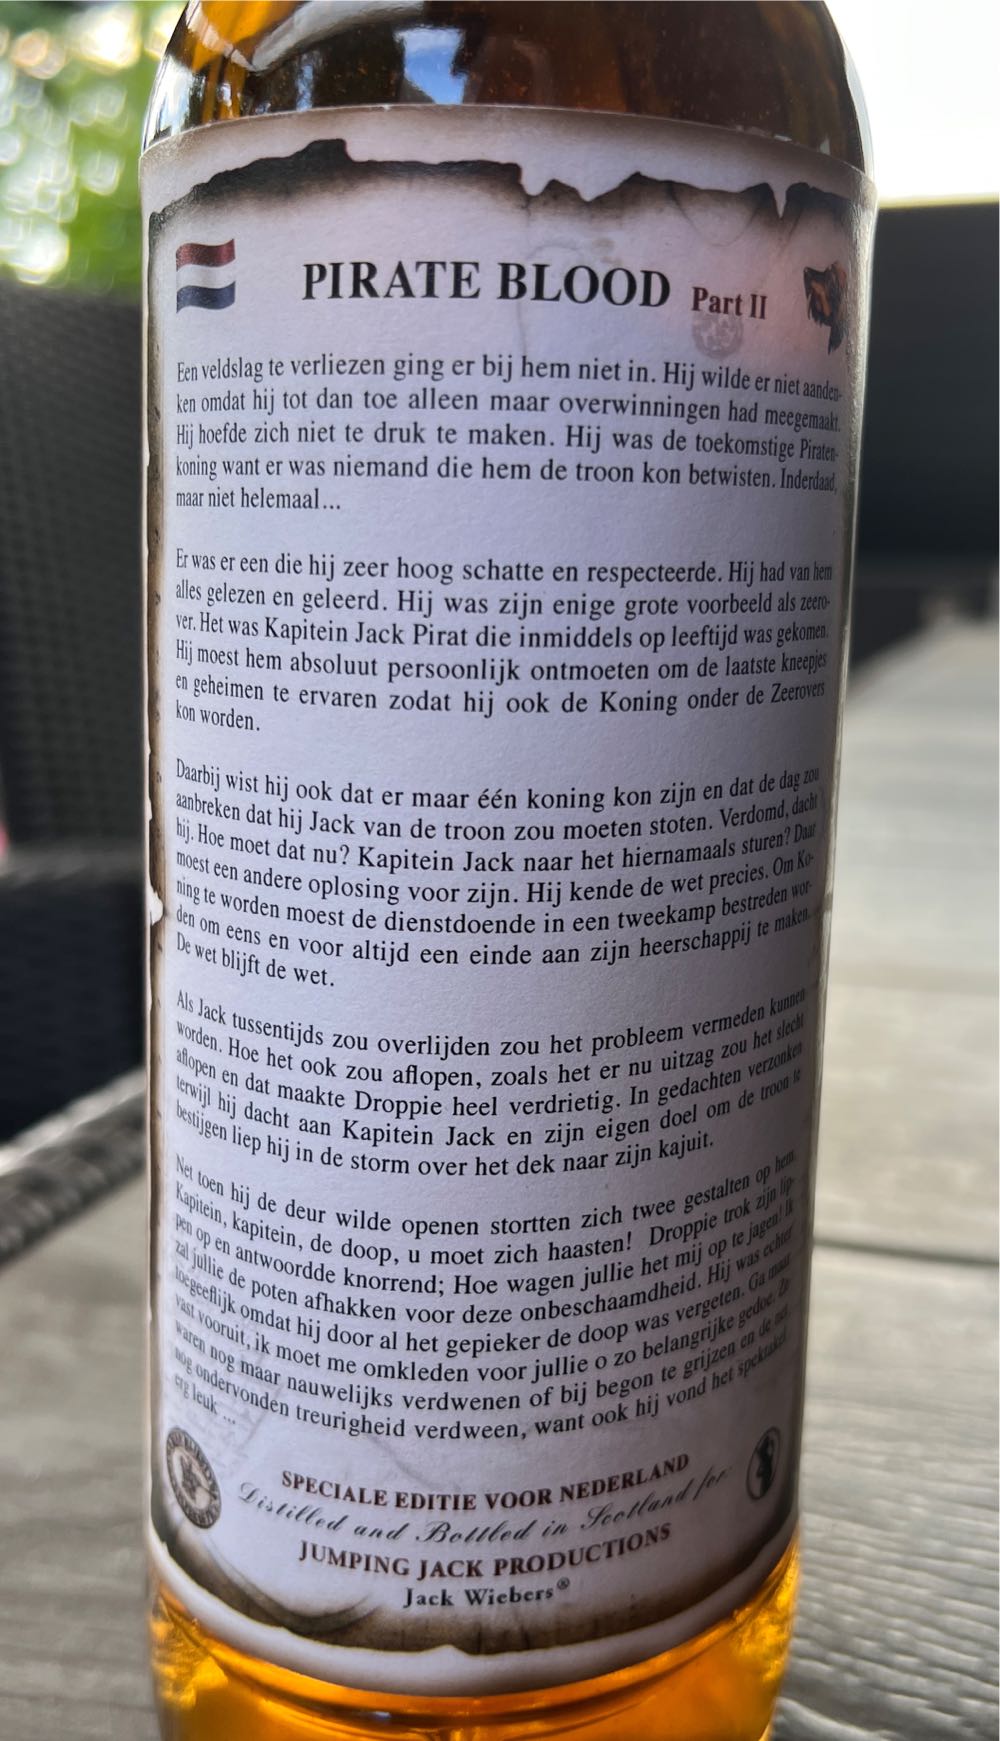 PIRATE BLOOD Part II
Een veldslag te verliezen ging er bij hem niet in. Hij wilde er niet aanden-
ken omdat hij tot dan toe alleen maar overwinningen had meegemaakt.
Hij hoefde zich niet te druk te maken. Hij was de toekomstige Piraten-
koning want er was niemand die hem de troon kon betwisten. Inderdaad,
maar niet helemaal...
Er was er een die hij zeer hoog schatte en respecteerde. Hij had van hem
alles gelezen en geleerd. Hij was zijn enige grote voorbeeld als zeero-
ver. Het was Kapitein Jack Pirat die inmiddels op leeftijd was gekomen.
Hij moest hem absoluut persoonlijk ontmoeten om de laatste kneepjes
en geheimen te ervaren zodat hij ook de Koning onder de Zeerovers
kon worden.
Daarbij wist hij ook dat er maar één koning kon zijn en dat de dag zou
aanbreken dat hij Jack van de troon zou moeten stoten. Verdomd, dacht
hij. Hoe moet dat nu? Kapitein Jack naar het hiernamaals sturen? Daar
moest een andere oplosing voor zijn. Hij kende de wet precies. Om Ko-
ning te worden moest de dienstdoende in een tweekamp bestreden wor-
den om eens en voor altijd een einde aan zijn heerschappij te maken.
De wet blijft de wet.
Als Jack tussentijds zou overlijden zou het probleem vermeden kunnen
worden. Hoe het ook zou aflopen, zoals het er nu uitzag zou het slecht
aflopen en dat maakte Droppie heel verdrietig. In gedachten verzonken
terwijl hij dacht aan Kapitein Jack en zijn eigen doel om de troon te
bestijgen liep hij in de storm over het dek naar zijn kajuit.
Net toen hij de deur wilde openen stortten zich twee gestalten op hem.
Kapitein, kapitein, de doop, u moet zich haasten! Droppie trok zijn lip-
pen op en antwoordde knorrend; Hoe wagen jullie het mij op te jagen! Ik
zal jullie de poten afhakken voor deze onbeschaamdheid. Hij was echter
toegeeflijk omdat hij door al het gepieker de doop was vergeten. Ga maar
vast vooruit, ik moet me omkleden voor jullie o zo belangrijke gedoe. Ze
waren nog maar nauwelijks verdwenen of bij begon te grijzen en de net
nog ondervonden treurigheid verdween, want ook hij vond het spektakel
erg leuk ...
SPECIALE EDITIE VOOR NEDERLAND
Distilled and Bottled in Scotland for
JUMPING JACK PRODUCTIONS
Jack Wiebers®